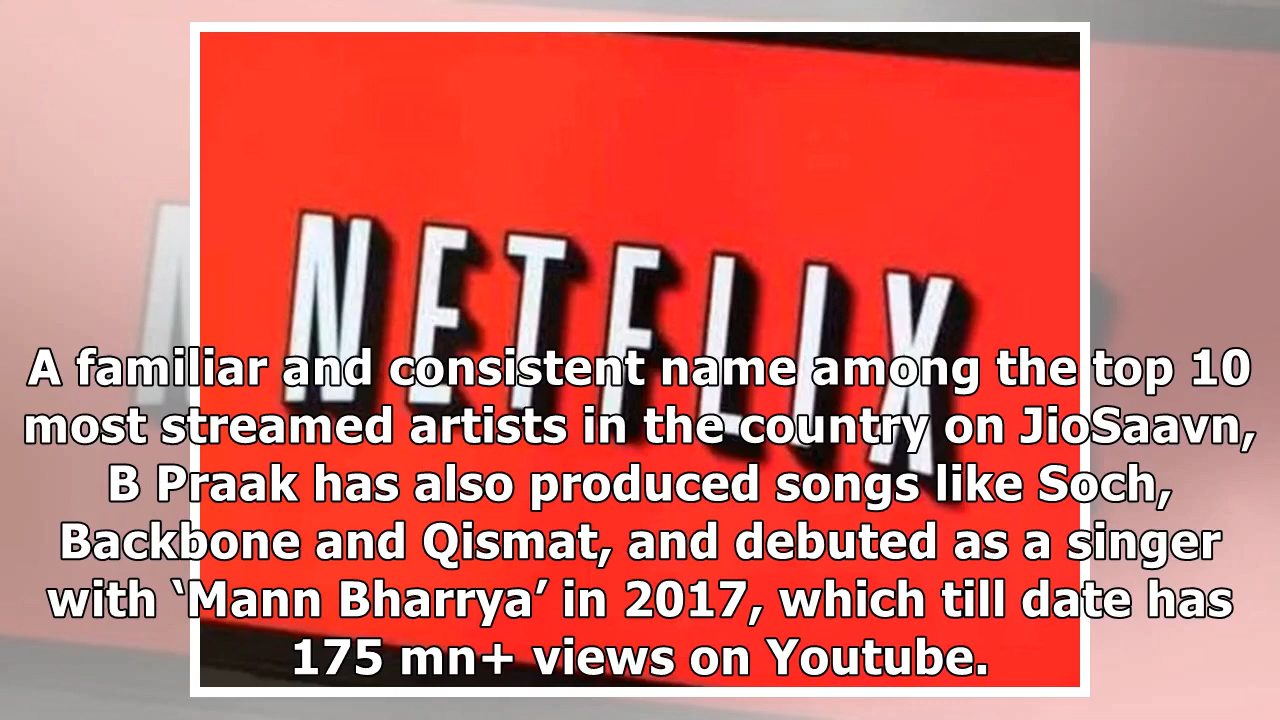 NETFLIX
A familiar and consistent name among the top 10
most streamed artists in the country on JioSaavn,
B Praak has also produced songs like Soch,
Backbone and Qismat, and debuted as a singer
with ‘Mann Bharrya’ in 2017, which till date has
175 mn+ views on Youtube.